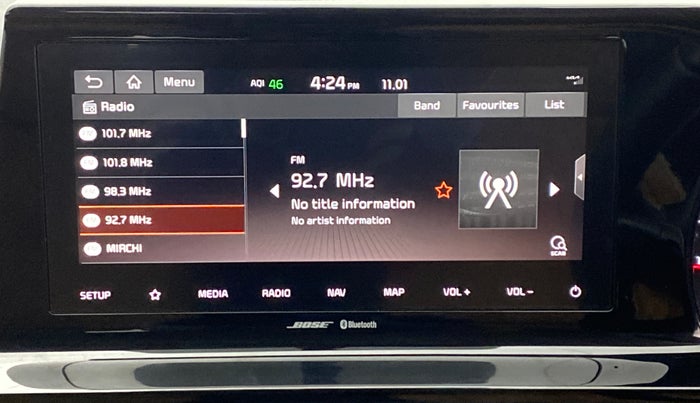 Menu AQI 46 4:24 PM 11.01
Radio Band Favourites List
101.7 MHz
101.8 MHz
98.3 MHz
92.7 MHz
MIRCHI
FM
92.7 MHz
No title information
No artist information
SCAN
SETUP MEDIA RADIO NAV MAP VOL + VOL -
BOSE Bluetooth